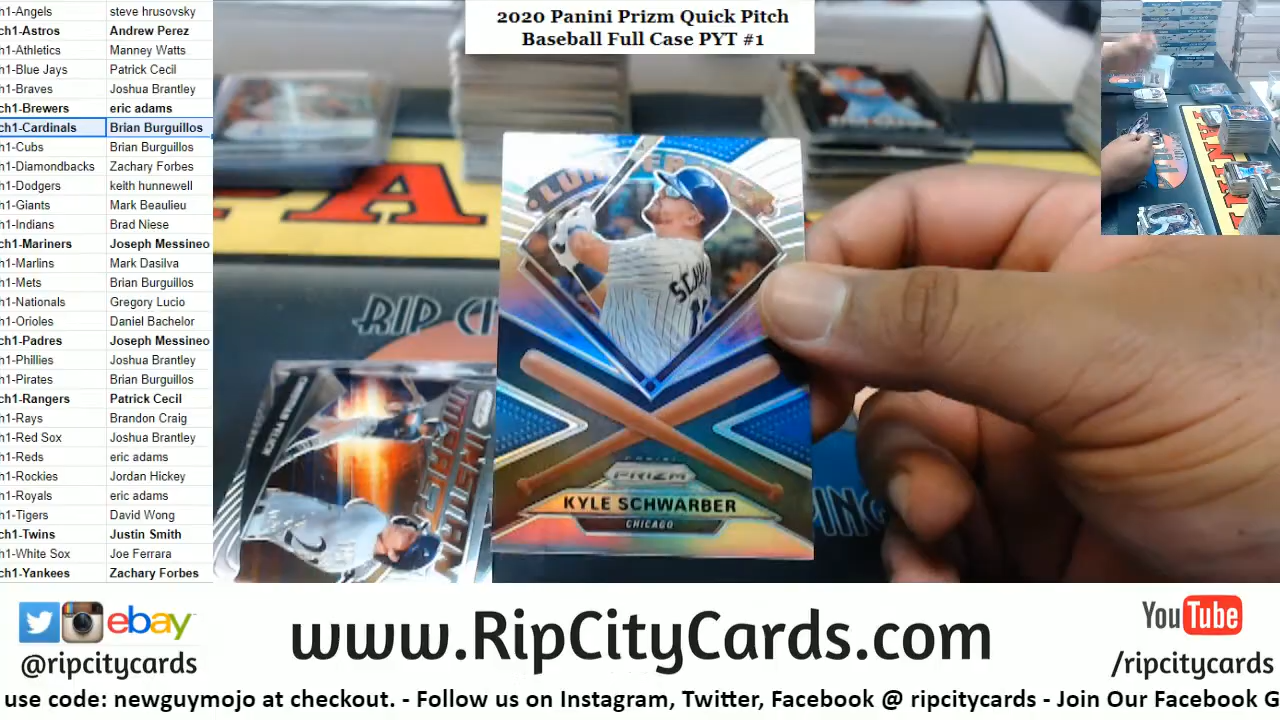 ch1-Angels steve hrusovsky
ch1-Astros Andrew Perez
ch1-Athletics Manney Watts
ch1-Blue Jays Patrick Cecil
ch1-Braves Joshua Brantley
ch1-Brewers eric adams
ch1-Cardinals Brian Burguillos
ch1-Cubs Brian Burguillos
ch1-Diamondbacks Zachary Forbes
ch1-Dodgers keith hunnewell
ch1-Giants Mark Beaulieu
ch1-Indians Brad Niese
ch1-Mariners Joseph Messineo
ch1-Marlins Mark Dasilva
ch1-Mets Brian Burguillos
ch1-Nationals Gregory Lucio
ch1-Orioles Daniel Bachelor
ch1-Padres Joseph Messineo
ch1-Phillies Joshua Brantley
ch1-Pirates Brian Burguillos
ch1-Rangers Patrick Cecil
ch1-Rays Brandon Craig
ch1-Red Sox Joshua Brantley
ch1-Reds eric adams
ch1-Rockies Jordan Hickey
ch1-Royals eric adams
ch1-Tigers David Wong
ch1-Twins Justin Smith
ch1-White Sox Joe Ferrara
ch1-Yankees Zachary Forbes
2020 Panini Prizm Quick Pitch
Baseball Full Case PYT #1
RIP CI
PANINI
PRIZM
KYLE SCHWARBER
CHICAGO
PING
ebay
@ripcitycards
www.RipCityCards.com
YouTube
/ripcitycards
use code: newguymojo at checkout. - Follow us on Instagram, Twitter, Facebook @ ripcitycards - Join Our Facebook G